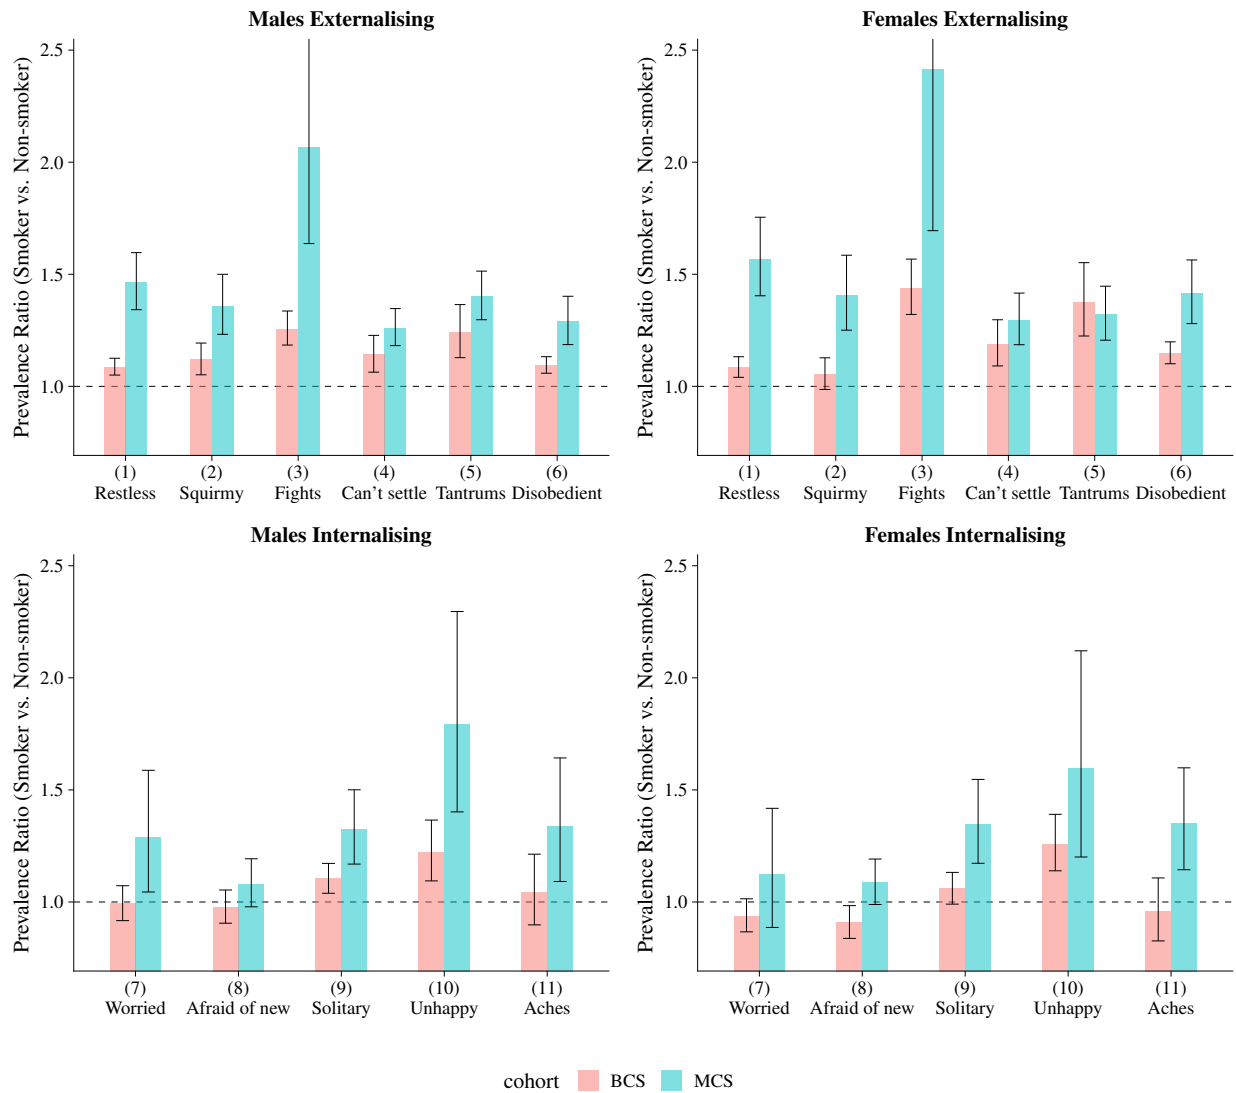 Males Externalising
Prevalence Ratio (Smoker vs. Non-smoker)
2.5
2.0
1.5
1.0
(1) (2) (3) (4) (5) (6)
Restless Squirmy Fights Can't settle Tantrums Disobedient
Females Externalising
Prevalence Ratio (Smoker vs. Non-smoker)
2.5
2.0
1.5
1.0
(1) (2) (3) (4) (5) (6)
Restless Squirmy Fights Can't settle Tantrums Disobedient
Males Internalising
Prevalence Ratio (Smoker vs. Non-smoker)
2.5
2.0
1.5
1.0
(7) (8) (9) (10) (11)
Worried Afraid of new Solitary Unhappy Aches
Females Internalising
Prevalence Ratio (Smoker vs. Non-smoker)
2.5
2.0
1.5
1.0
(7) (8) (9) (10) (11)
Worried Afraid of new Solitary Unhappy Aches
cohort BCS MCS